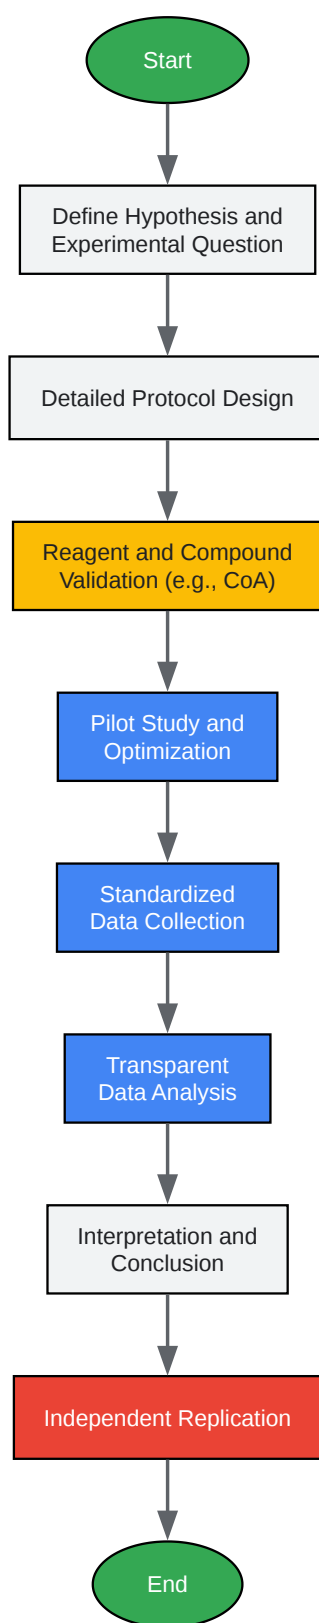 Start
Define Hypothesis and
Experimental Question
Detailed Protocol Design
Reagent and Compound
Validation (e.g., CoA)
Pilot Study and
Optimization
Standardized
Data Collection
Transparent
Data Analysis
Interpretation and
Conclusion
Independent Replication
End